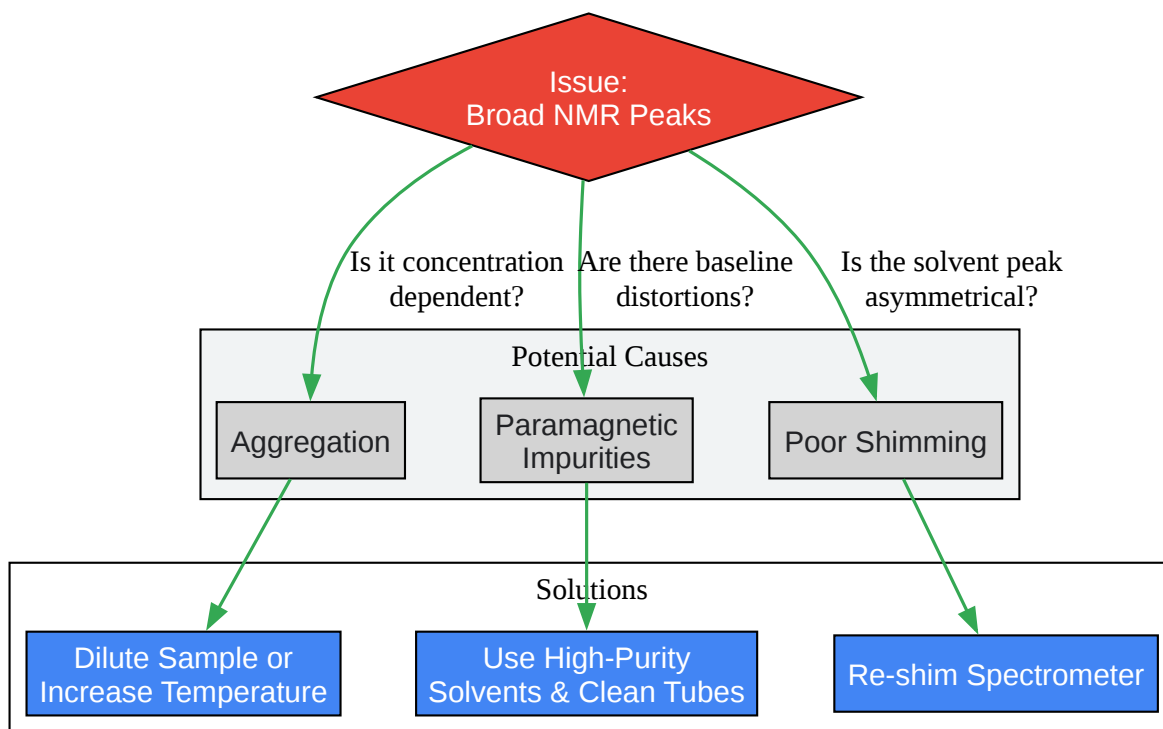 Issue:
Broad NMR Peaks
Is it concentration
dependent?
Are there baseline
distortions?
Is the solvent peak
asymmetrical?
Potential Causes
Aggregation
Paramagnetic
Impurities
Poor Shimming
Solutions
Dilute Sample or
Increase Temperature
Use High-Purity
Solvents & Clean Tubes
Re-shim Spectrometer